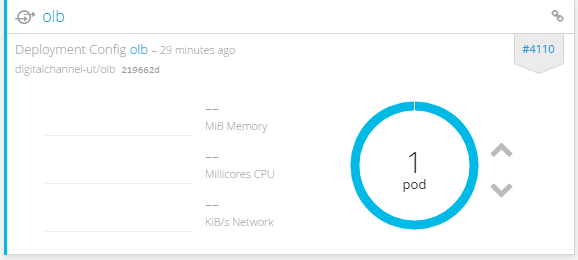 olb
Deployment Config olb – 29 minutes ago
#4110
digitalchannel-ut/olb 219662d
--
MiB Memory
--
Millicores CPU
--
KiB/s Network
1
pod